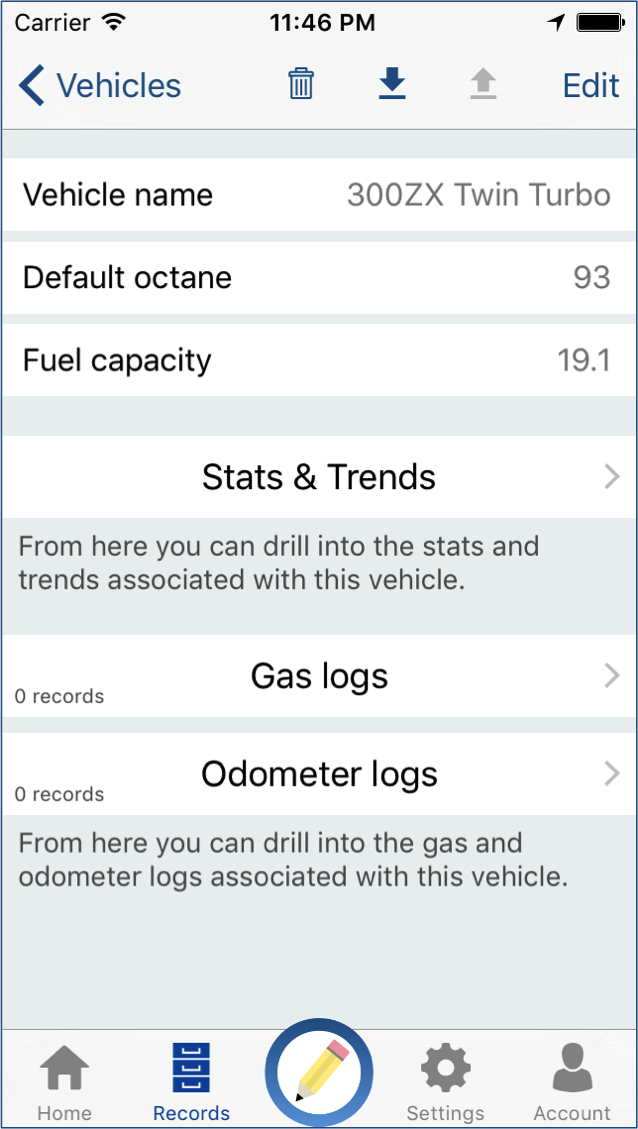 Carrier 11:46 PM
Vehicles Edit
Vehicle name 300ZX Twin Turbo
Default octane 93
Fuel capacity 19.1
Stats & Trends
From here you can drill into the stats and
trends associated with this vehicle.
Gas logs
0 records
Odometer logs
0 records
From here you can drill into the gas and
odometer logs associated with this vehicle.
Home Records Settings Account